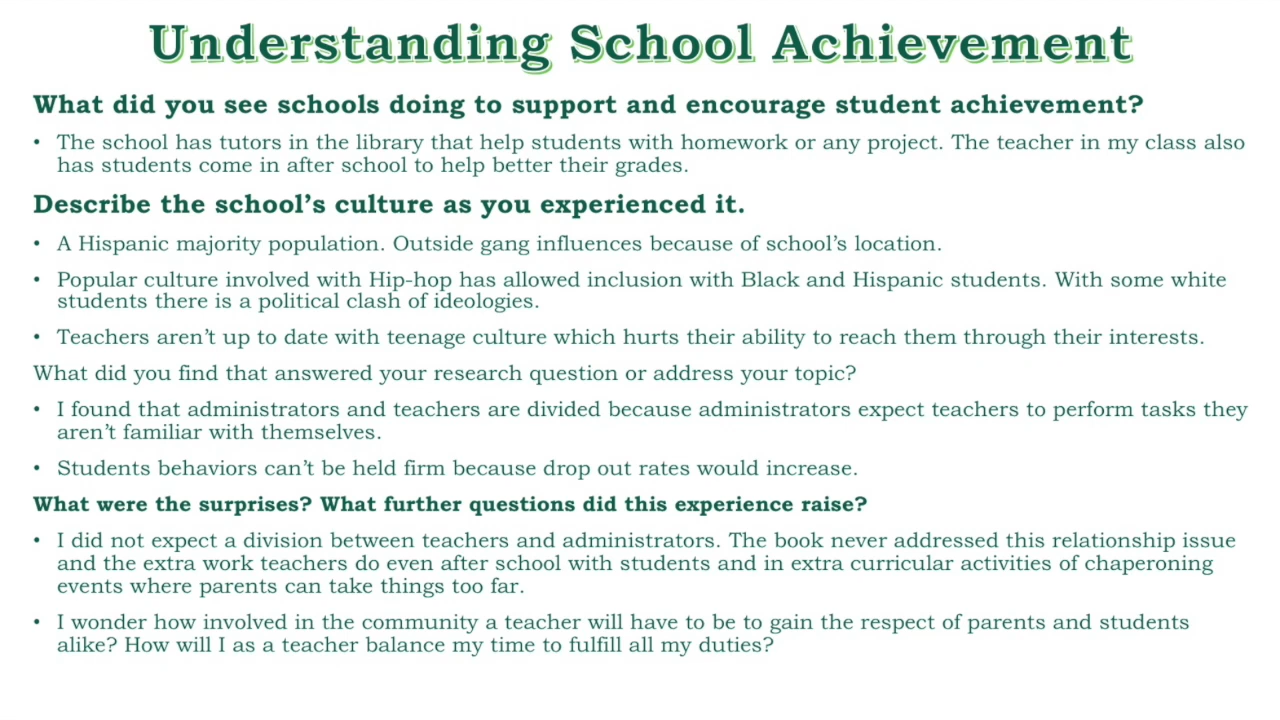 Understanding School Achievement
What did you see schools doing to support and encourage student achievement?
• The school has tutors in the library that help students with homework or any project. The teacher in my class also
has students come in after school to help better their grades.
Describe the school’s culture as you experienced it.
• A Hispanic majority population. Outside gang influences because of school’s location.
• Popular culture involved with Hip-hop has allowed inclusion with Black and Hispanic students. With some white
students there is a political clash of ideologies.
• Teachers aren’t up to date with teenage culture which hurts their ability to reach them through their interests.
What did you find that answered your research question or address your topic?
• I found that administrators and teachers are divided because administrators expect teachers to perform tasks they
aren’t familiar with themselves.
• Students behaviors can’t be held firm because drop out rates would increase.
What were the surprises? What further questions did this experience raise?
• I did not expect a division between teachers and administrators. The book never addressed this relationship issue
and the extra work teachers do even after school with students and in extra curricular activities of chaperoning
events where parents can take things too far.
• I wonder how involved in the community a teacher will have to be to gain the respect of parents and students
alike? How will I as a teacher balance my time to fulfill all my duties?